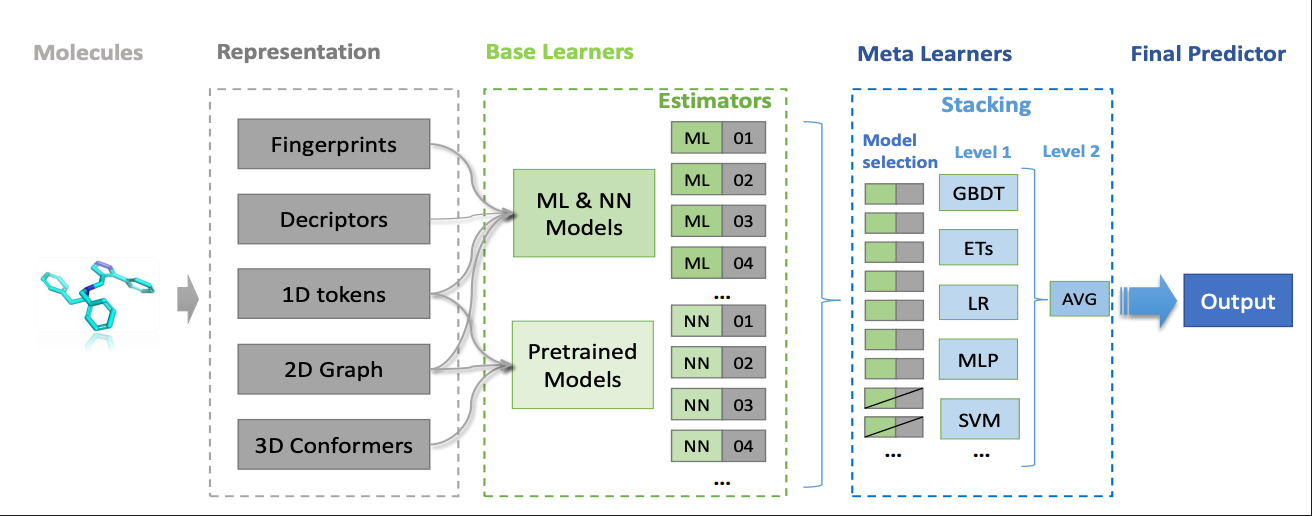 Molecules
Representation
Base Learners
Meta Learners
Final Predictor
Fingerprints
Decriptors
1D tokens
2D Graph
3D Conformers
ML & NN
Models
Pretrained
Models
Estimators
ML 01
ML 02
ML 03
ML 04
...
NN 01
NN 02
NN 03
NN 04
...
Stacking
Model
selection
...
Level 1
GBDT
ETs
LR
MLP
SVM
...
Level 2
AVG
Output